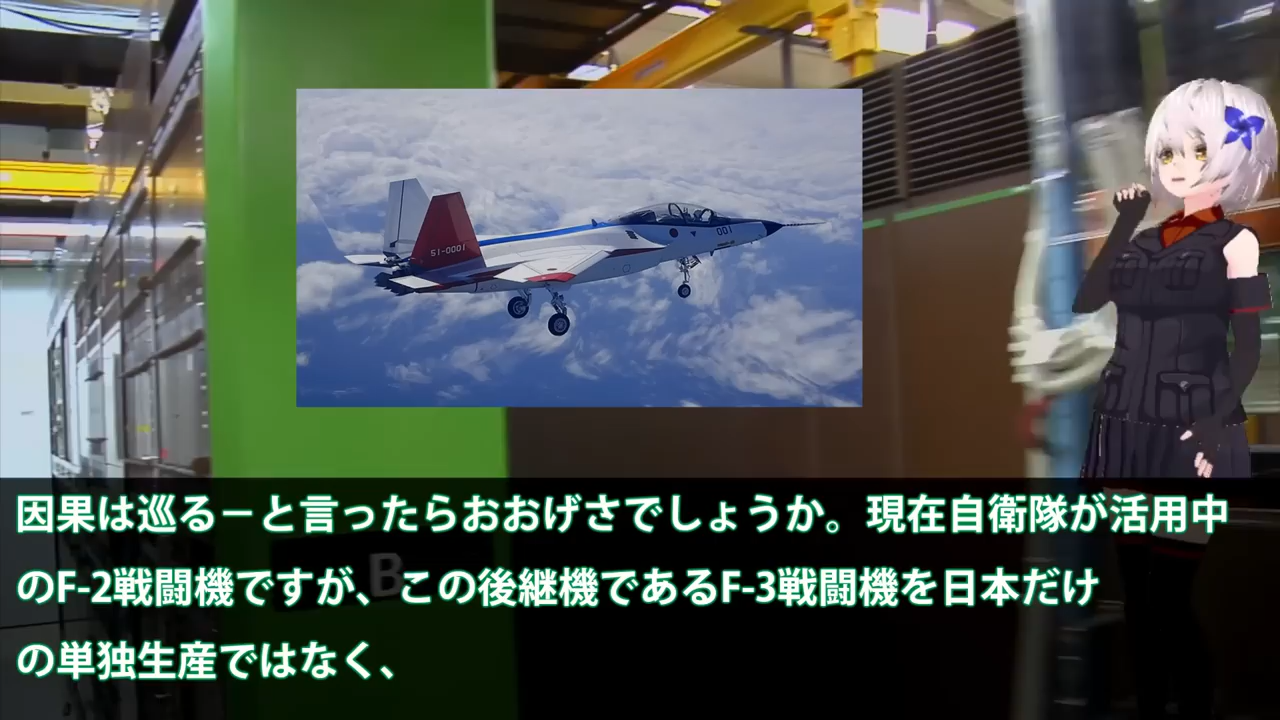 51-0001
001
因果は巡る－と言ったらおおげさでしょうか。現在自衛隊が活用中
のF-2戦闘機ですが、この後継機であるF-3戦闘機を日本だけ
の単独生産ではなく、
B